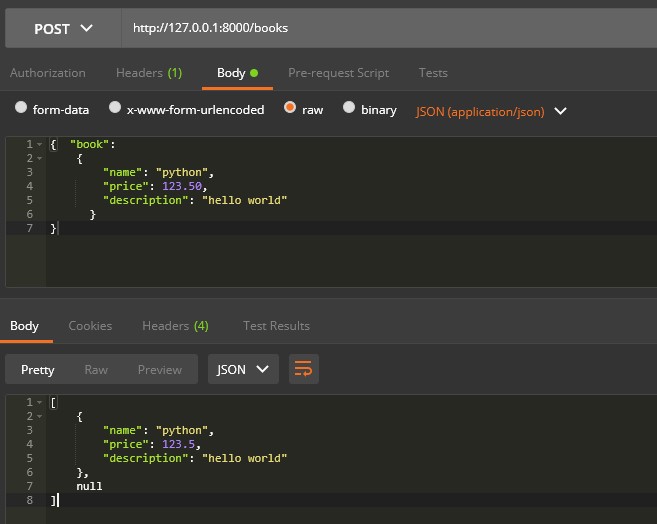 POST http://127.0.0.1:8000/books
Authorization Headers (1) Body Pre-request Script Tests
form-data x-www-form-urlencoded raw binary JSON (application/json)
1 { "book":
2 {
3 "name": "python",
4 "price": 123.50,
5 "description": "hello world"
6 }
7 }
Body Cookies Headers (4) Test Results
Pretty Raw Preview JSON
1 [
2 {
3 "name": "python",
4 "price": 123.5,
5 "description": "hello world"
6 },
7 null
8 ]